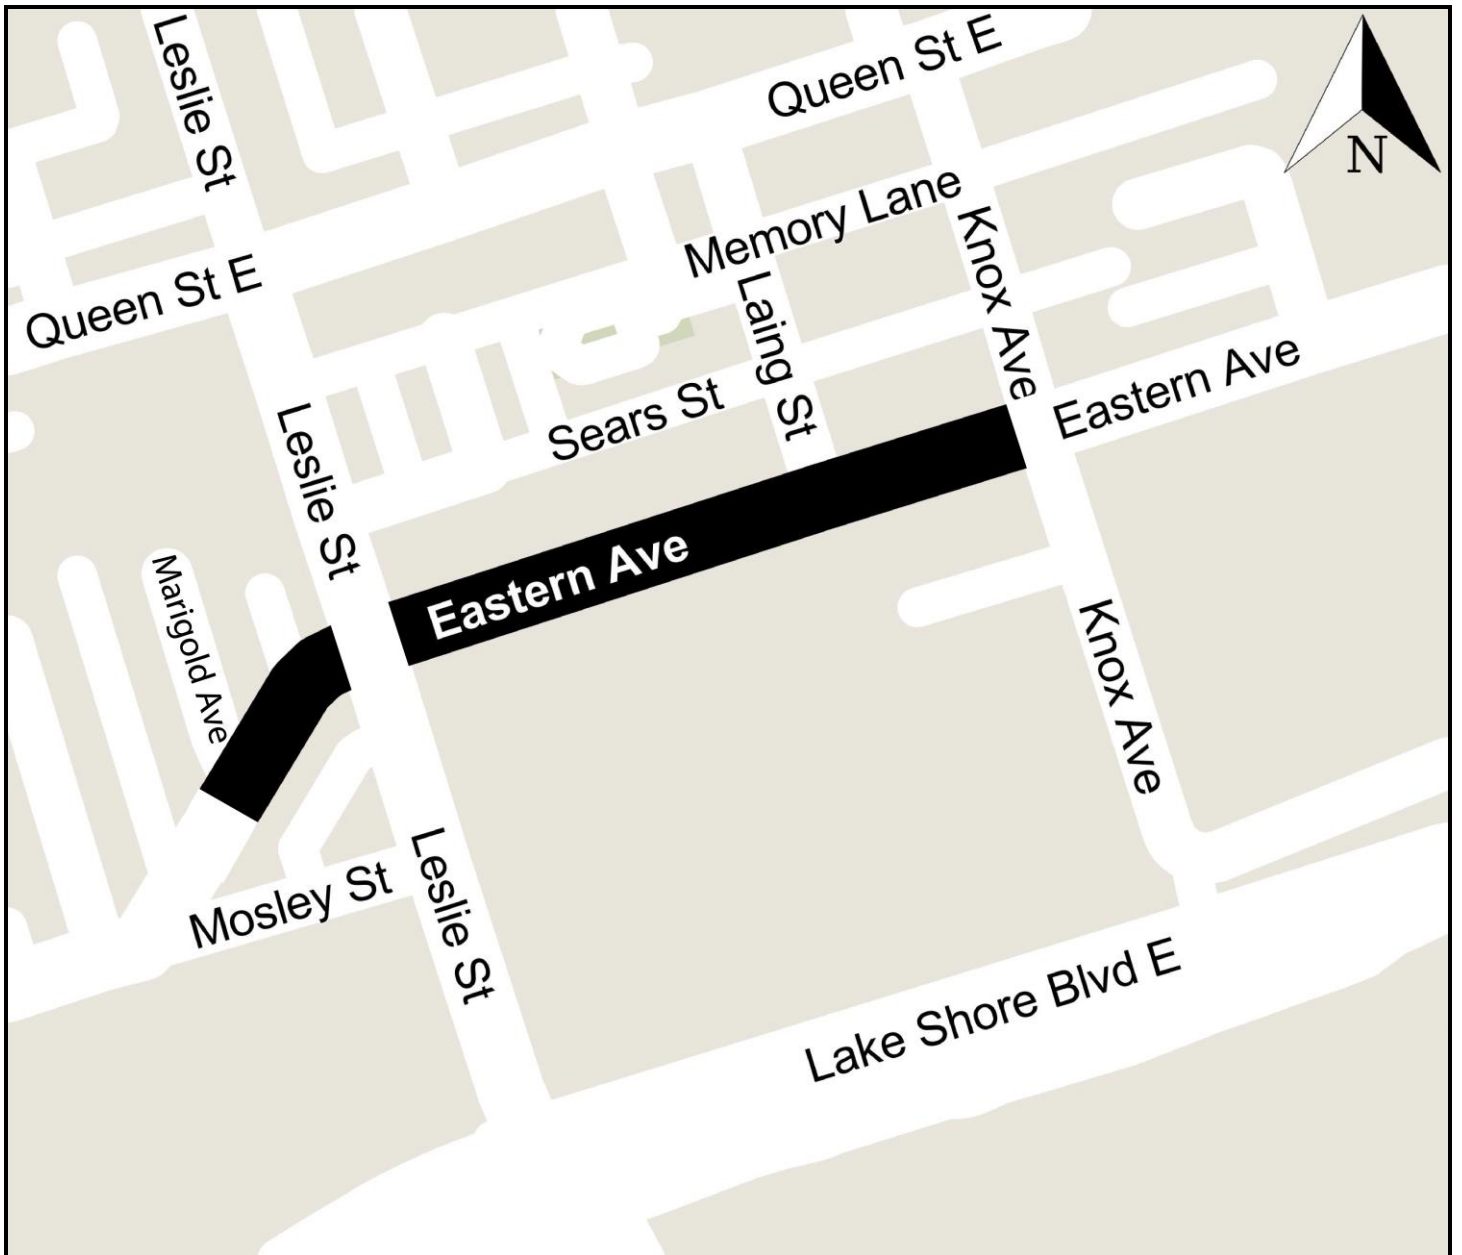 Leslie St
Queen St E
N
Memory Lane
Knox Ave
Queen St E
Laing St
Eastern Ave
Sears St
Leslie St
Eastern Ave
Marigold Ave
Knox Ave
Leslie St
Mosley St
Lake Shore Blvd E